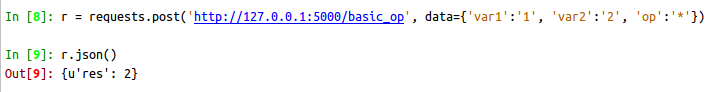 In [8]: r = requests.post('http://127.0.0.1:5000/basic_op', data={'var1':'1', 'var2':'2', 'op':'*'})
In [9]: r.json()
Out[9]: {u'res': 2}